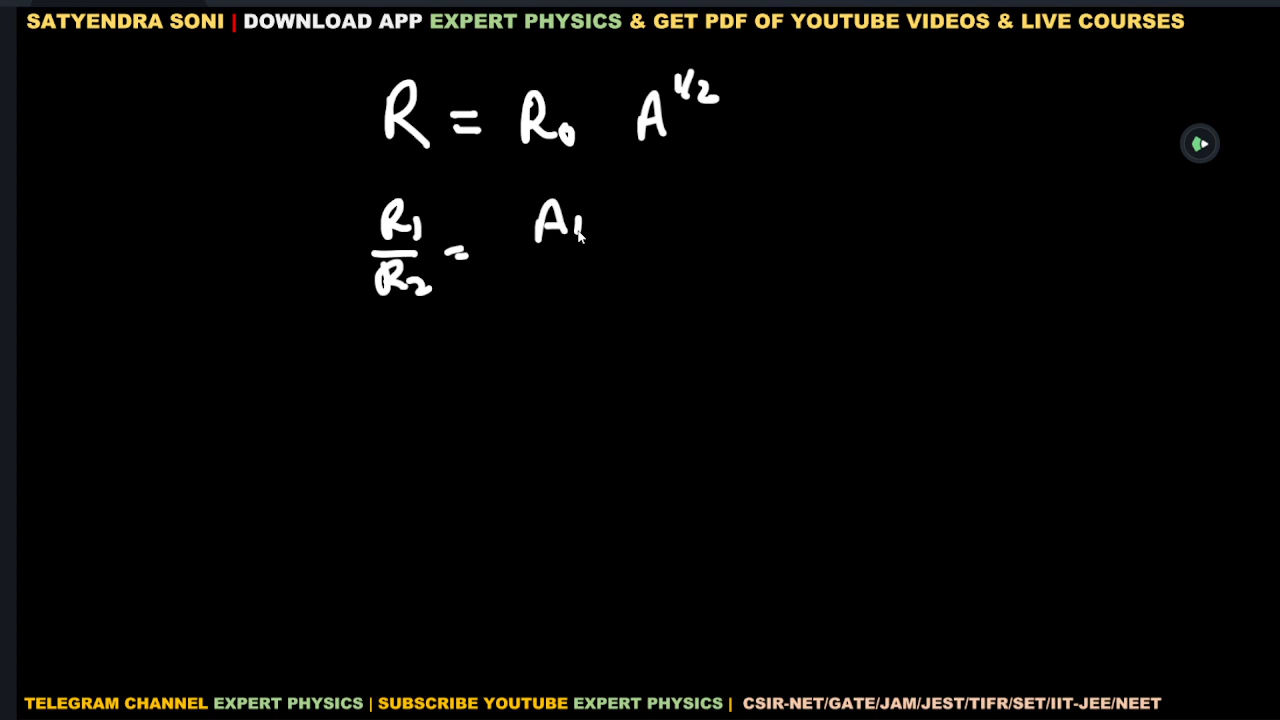 SATYENDRA SONI | DOWNLOAD APP EXPERT PHYSICS & GET PDF OF YOUTUBE VIDEOS & LIVE COURSES
R = R₀ A^1/2
R₁/R₂ = A₁
TELEGRAM CHANNEL EXPERT PHYSICS | SUBSCRIBE YOUTUBE EXPERT PHYSICS | CSIR-NET/GATE/JAM/JEST/TIFR/SET/IIT-JEE/NEET